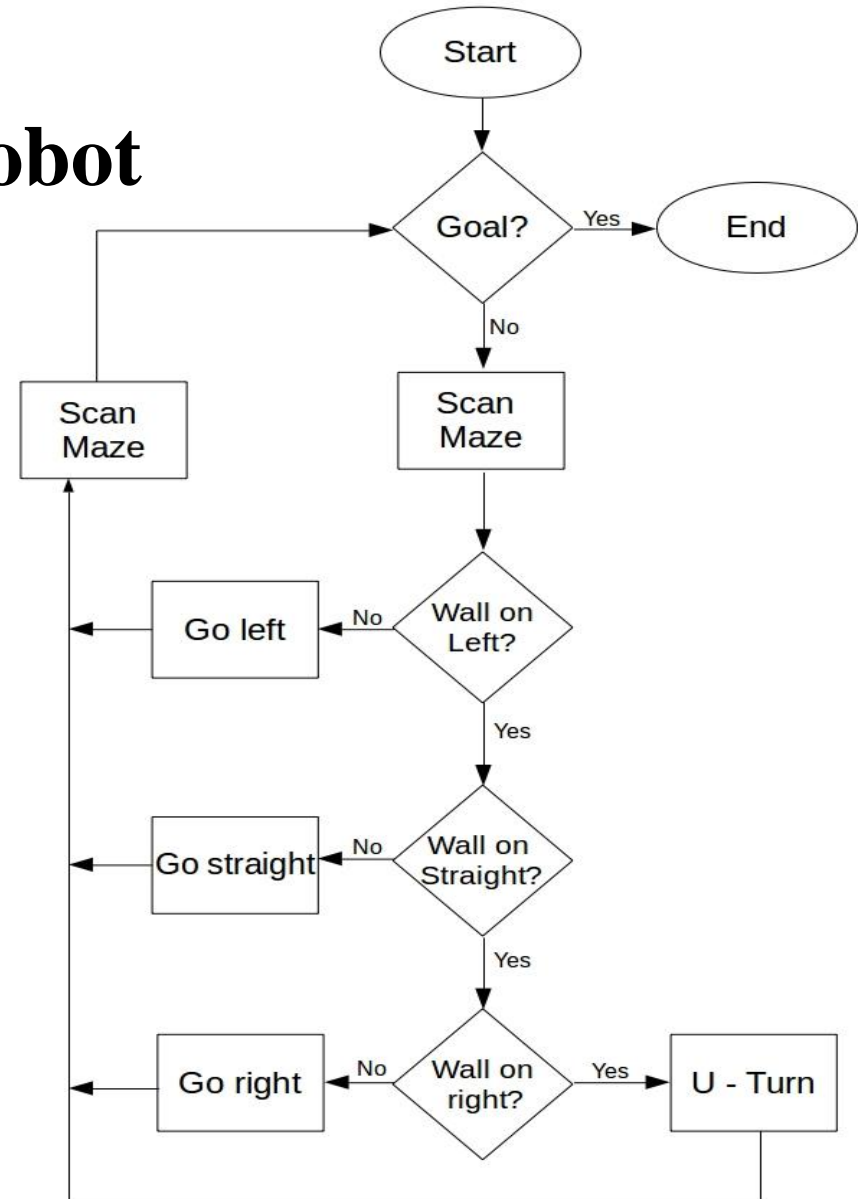 Start
obot
Goal?
Yes
End
No
Scan
Maze
Scan
Maze
Go left
No
Wall on
Left?
Yes
Go straight
No
Wall on
Straight?
Yes
Go right
No
Wall on
right?
Yes
U - Turn